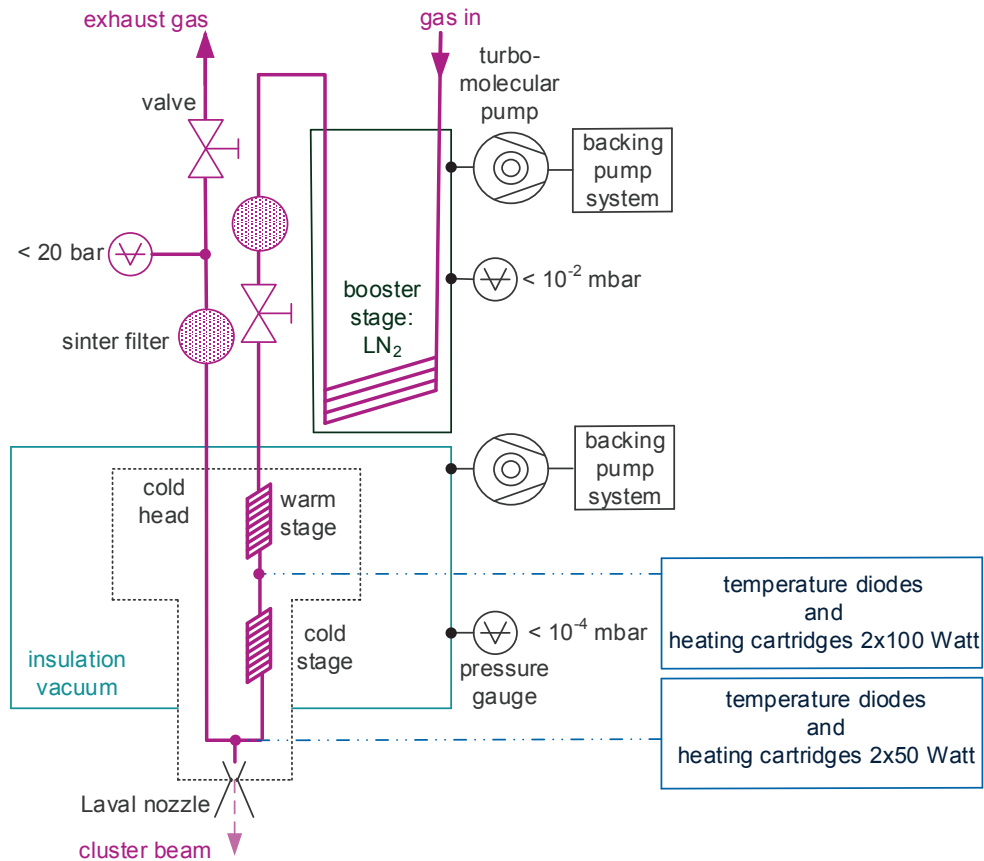 exhaust gas
gas in
turbo-
molecular
pump
valve
backing
pump
system
< 20 bar
< 10⁻² mbar
booster
stage:
LN₂
sinter filter
backing
pump
system
cold
head
warm
stage
temperature diodes
and
heating cartridges 2x100 Watt
cold
stage
< 10⁻⁴ mbar
pressure
gauge
insulation
vacuum
temperature diodes
and
heating cartridges 2x50 Watt
Laval nozzle
cluster beam